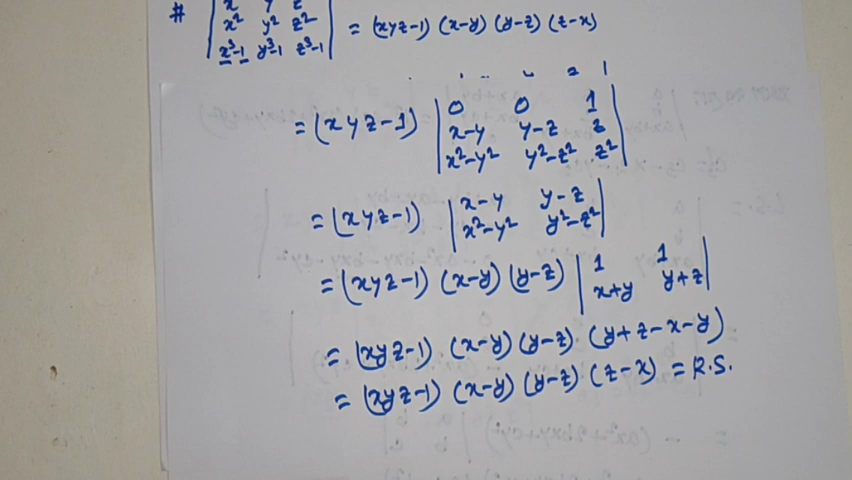 # | x y z |
| x² y² z² | = (xyz-1) (x-y) (y-z) (z-x)
| x³-1 y³-1 z³-1 |
= (xyz-1) | 0 0 1 |
| x-y y-z z |
| x²-y² y²-z² z² |
= (xyz-1) | x-y y-z |
| x²-y² y²-z² |
= (xyz-1) (x-y) (y-z) | 1 1 |
| x+y y+z |
= (xyz-1) (x-y) (y-z) (y+z-x-y)
= (xyz-1) (x-y) (y-z) (z-x) = R.S.